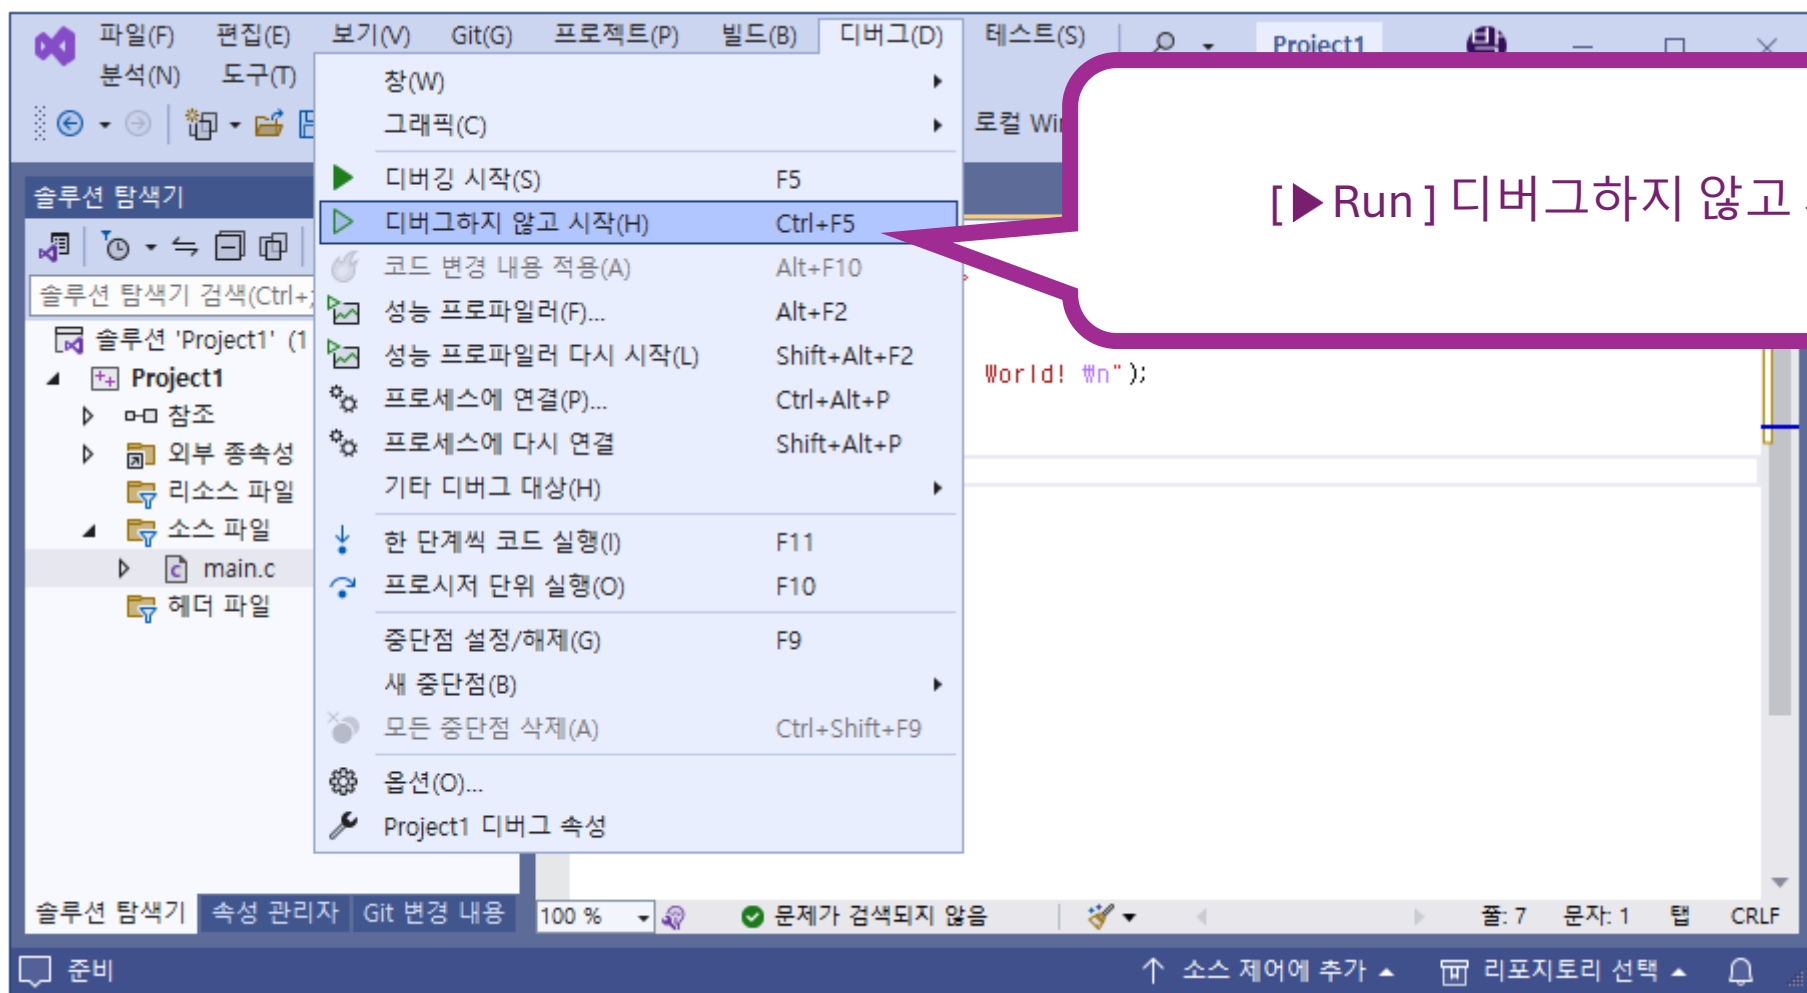 파일(F) 편집(E) 보기(V) Git(G) 프로젝트(P) 빌드(B) 디버그(D) 테스트(S) Project1
분석(N) 도구(T)
창(W)
그래픽(C)
로컬
디버깅 시작(S) F5
디버그하지 않고 시작(H) Ctrl+F5
코드 변경 내용 적용(A) Alt+F10
성능 프로파일러(F)... Alt+F2
성능 프로파일러 다시 시작(L) Shift+Alt+F2
프로세스에 연결(P)... Ctrl+Alt+P
프로세스에 다시 연결 Shift+Alt+P
기타 디버그 대상(H)
한 단계씩 코드 실행(I) F11
프로시저 단위 실행(O) F10
중단점 설정/해제(G) F9
새 중단점(B)
모든 중단점 삭제(A) Ctrl+Shift+F9
옵션(O)...
Project1 디버그 속성
[▶Run ] 디버그하지 않고
World! ₩n");
솔루션 탐색기
솔루션 탐색기 검색(Ctrl+;
솔루션 'Project1' (1
Project1
참조
외부 종속성
리소스 파일
소스 파일
main.c
헤더 파일
솔루션 탐색기 속성 관리자 Git 변경 내용
100 % 문제가 검색되지 않음 줄: 7 문자: 1 탭 CRLF
준비 소스 제어에 추가 리포지토리 선택